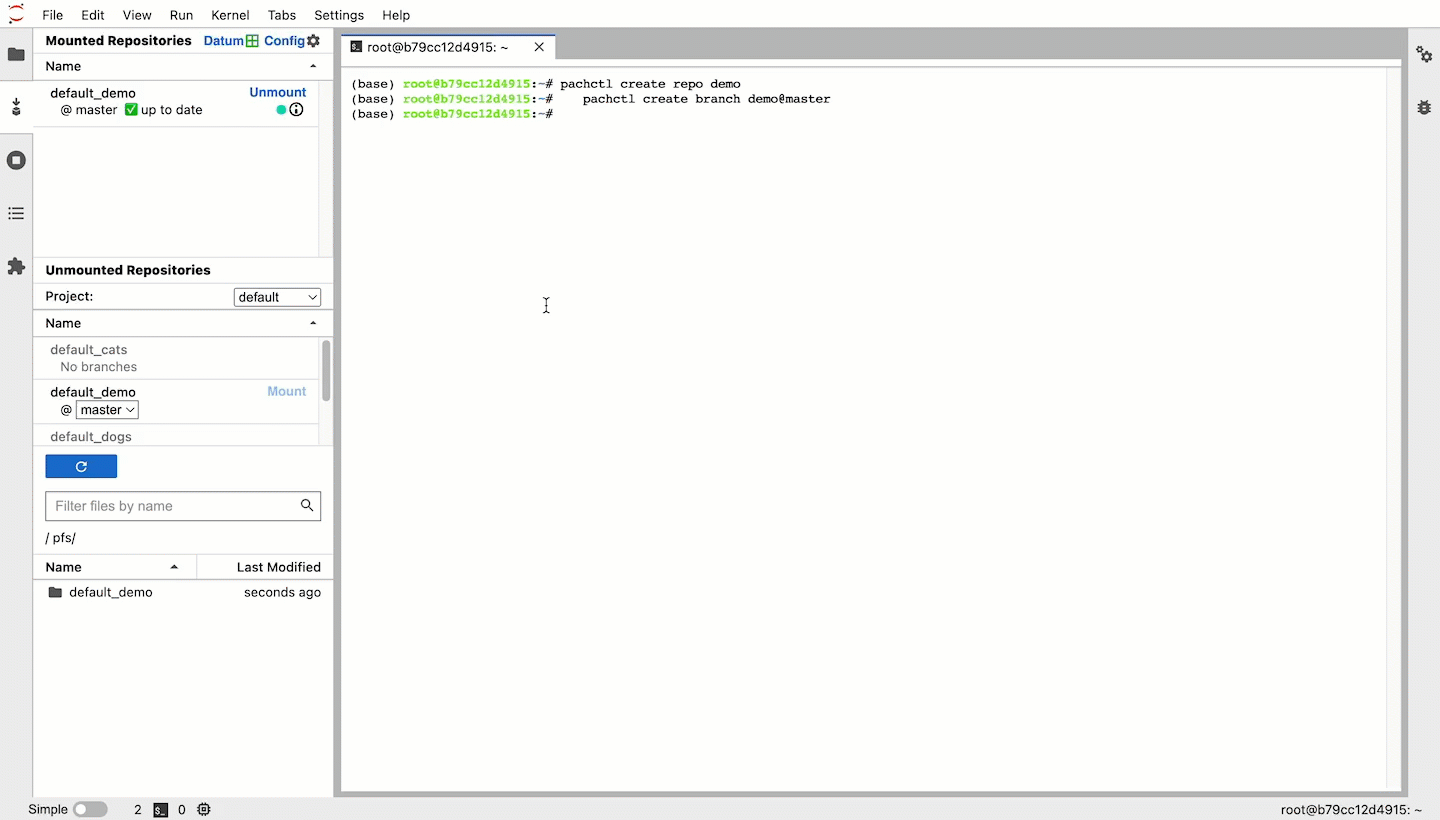 File Edit View Run Kernel Tabs Settings Help
Mounted Repositories Datum Config
Name
default_demo Unmount
@ master ✅ up to date
Unmounted Repositories
Project: default
Name
default_cats
No branches
default_demo Mount
@ master
default_dogs
Filter files by name
/ pfs/
Name Last Modified
default_demo seconds ago
root@b79cc12d4915: ~
(base) root@b79cc12d4915:~# pachctl create repo demo
(base) root@b79cc12d4915:~#    pachctl create branch demo@master
(base) root@b79cc12d4915:~#
Simple 2 $_ 0 root@b79cc12d4915: ~